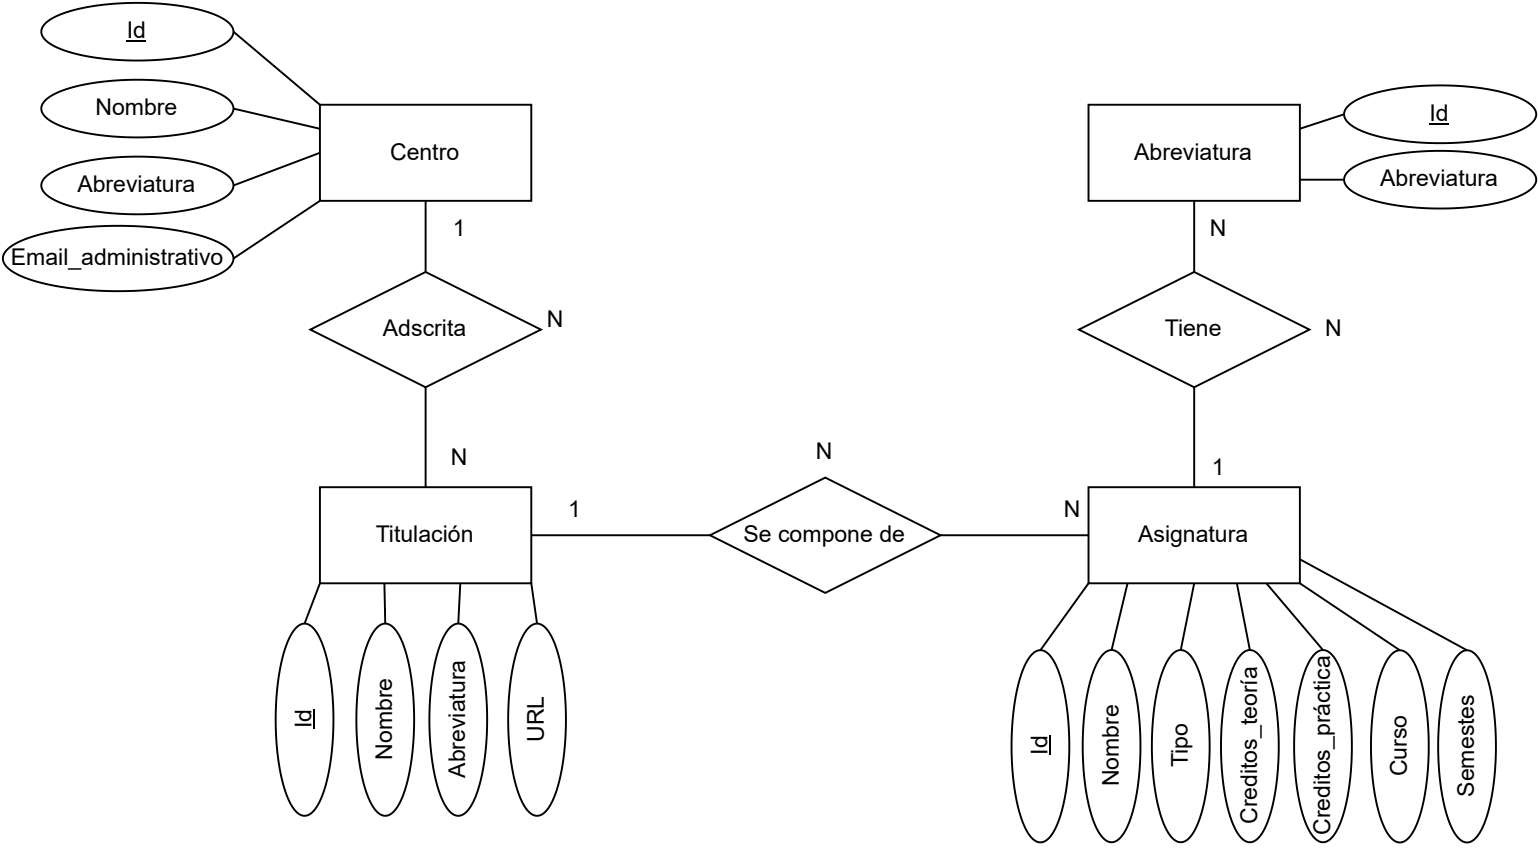 Id
Nombre
Abreviatura
Email_administrativo
Centro
1
Adscrita
N
N
Titulación
Id
Nombre
Abreviatura
URL
1
N
Se compone de
N
Abreviatura
Id
Abreviatura
N
Tiene
N
1
Asignatura
Id
Nombre
Tipo
Creditos_teoría
Creditos_práctica
Curso
Semestes